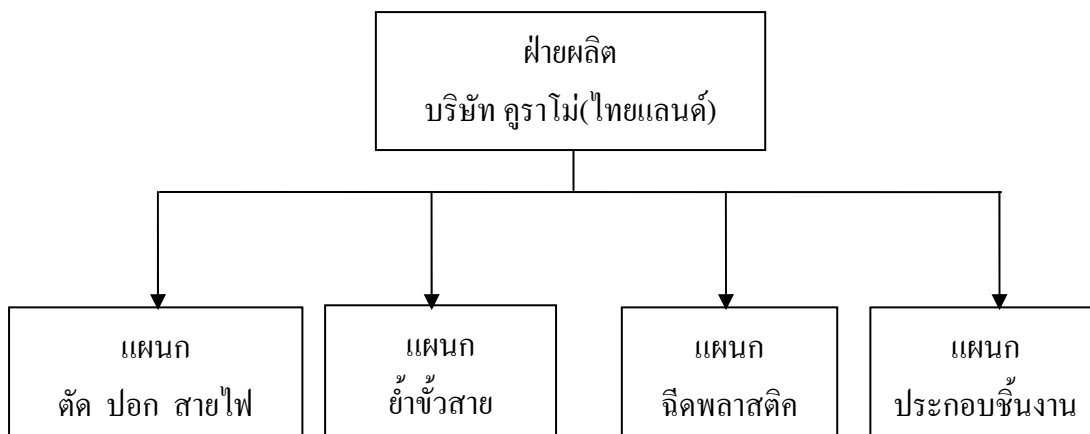 ฝ่ายผลิต
บริษัท คูราโม่(ไทยแลนด์)
แผนก
ตัด ปอก สายไฟ
แผนก
ย้ำขั้วสาย
แผนก
ฉีดพลาสติค
แผนก
ประกอบชิ้นงาน